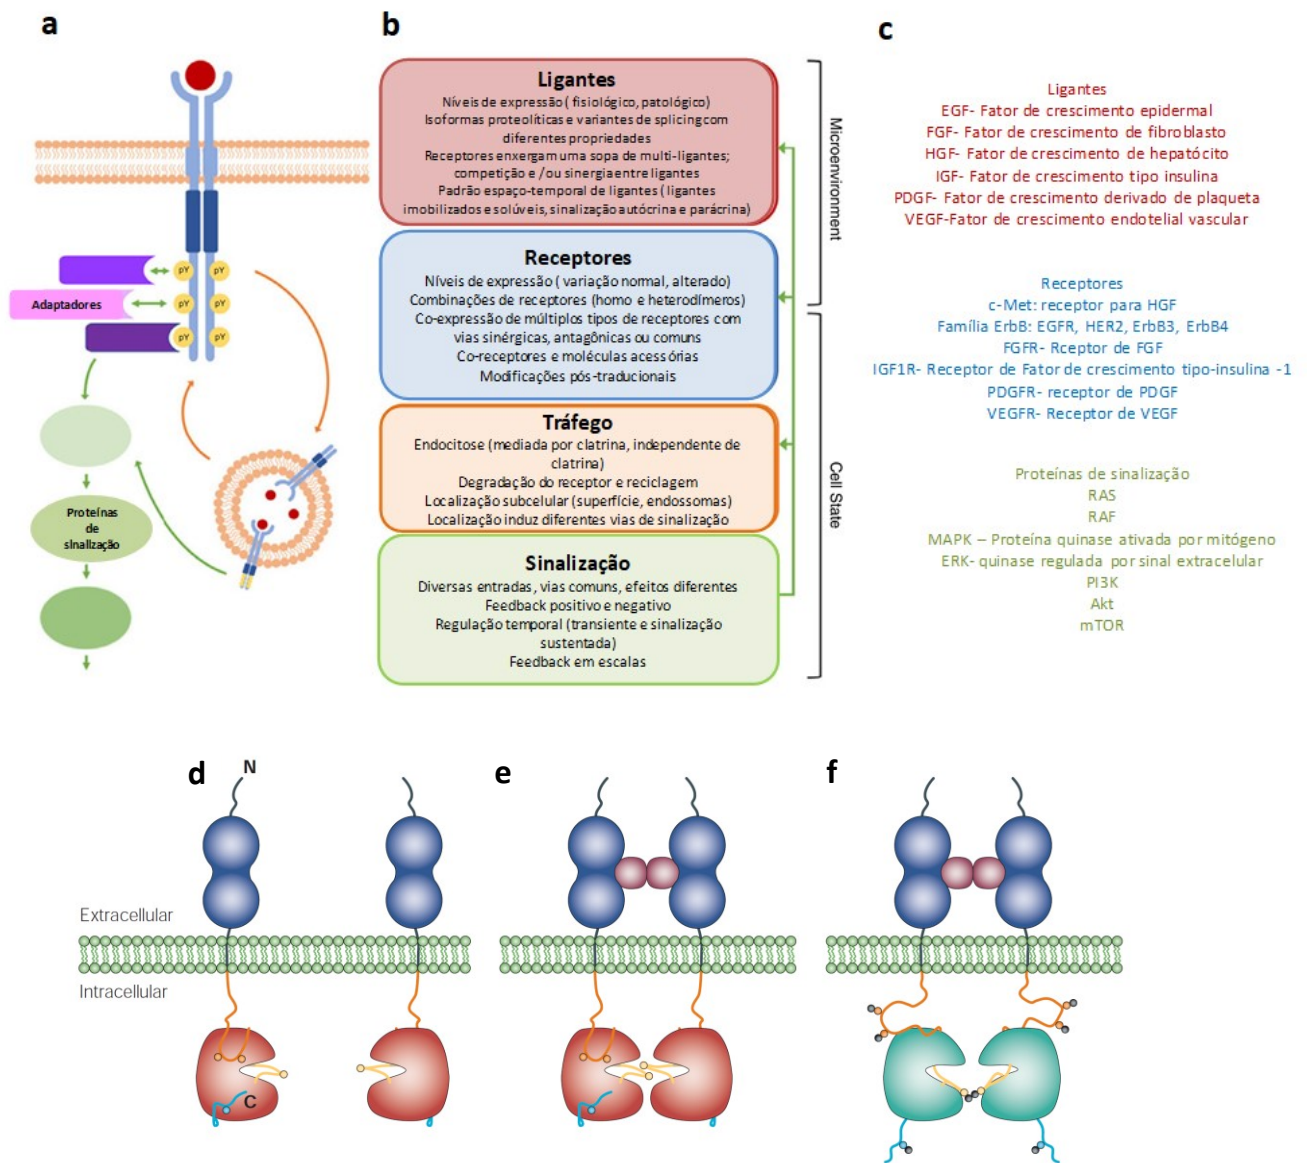 a
pY
pY
pY
pY
pY
pY
Adaptadores
Proteínas
de
sinalização
b
Ligantes
Níveis de expressão ( fisiológico, patológico)
Isoformas proteolíticas e variantes de splicing com
diferentes propriedades
Receptores enxergam uma sopa de multi-ligantes;
competição e /ou sinergia entre ligantes
Padrão espaço-temporal de ligantes ( ligantes
imobilizados e solúveis, sinalização autócrina e parácrina)
Receptores
Níveis de expressão ( variação normal, alterado)
Combinações de receptores (homo e heterodímeros)
Co-expressão de múltiplos tipos de receptores com
vias sinérgicas, antagônicas ou comuns
Co-receptores e moléculas acessórias
Modificações pós-traducionais
Tráfego
Endocitose (mediada por clatrina, independente de
clatrina)
Degradação do receptor e reciclagem
Localização subcelular (superfície, endossomas)
Localização induz diferentes vias de sinalização
Sinalização
Diversas entradas, vias comuns, efeitos diferentes
Feedback positivo e negativo
Regulação temporal (transiente e sinalização
sustentada)
Feedback em escalas
Microenvironment
Cell State
c
Ligantes
EGF- Fator de crescimento epidermal
FGF- Fator de crescimento de fibroblasto
HGF- Fator de crescimento de hepatócito
IGF- Fator de crescimento tipo insulina
PDGF- Fator de crescimento derivado de plaqueta
VEGF-Fator de crescimento endotelial vascular
Receptores
c-Met: receptor para HGF
Família ErbB: EGFR, HER2, ErbB3, ErbB4
FGFR- Rceptor de FGF
IGF1R- Receptor de Fator de crescimento tipo-insulina -1
PDGFR- receptor de PDGF
VEGFR- Receptor de VEGF
Proteínas de sinalização
RAS
RAF
MAPK – Proteína quinase ativada por mitógeno
ERK- quinase regulada por sinal extracelular
PI3K
Akt
mTOR
d
N
Extracellular
Intracellular
C
e
f